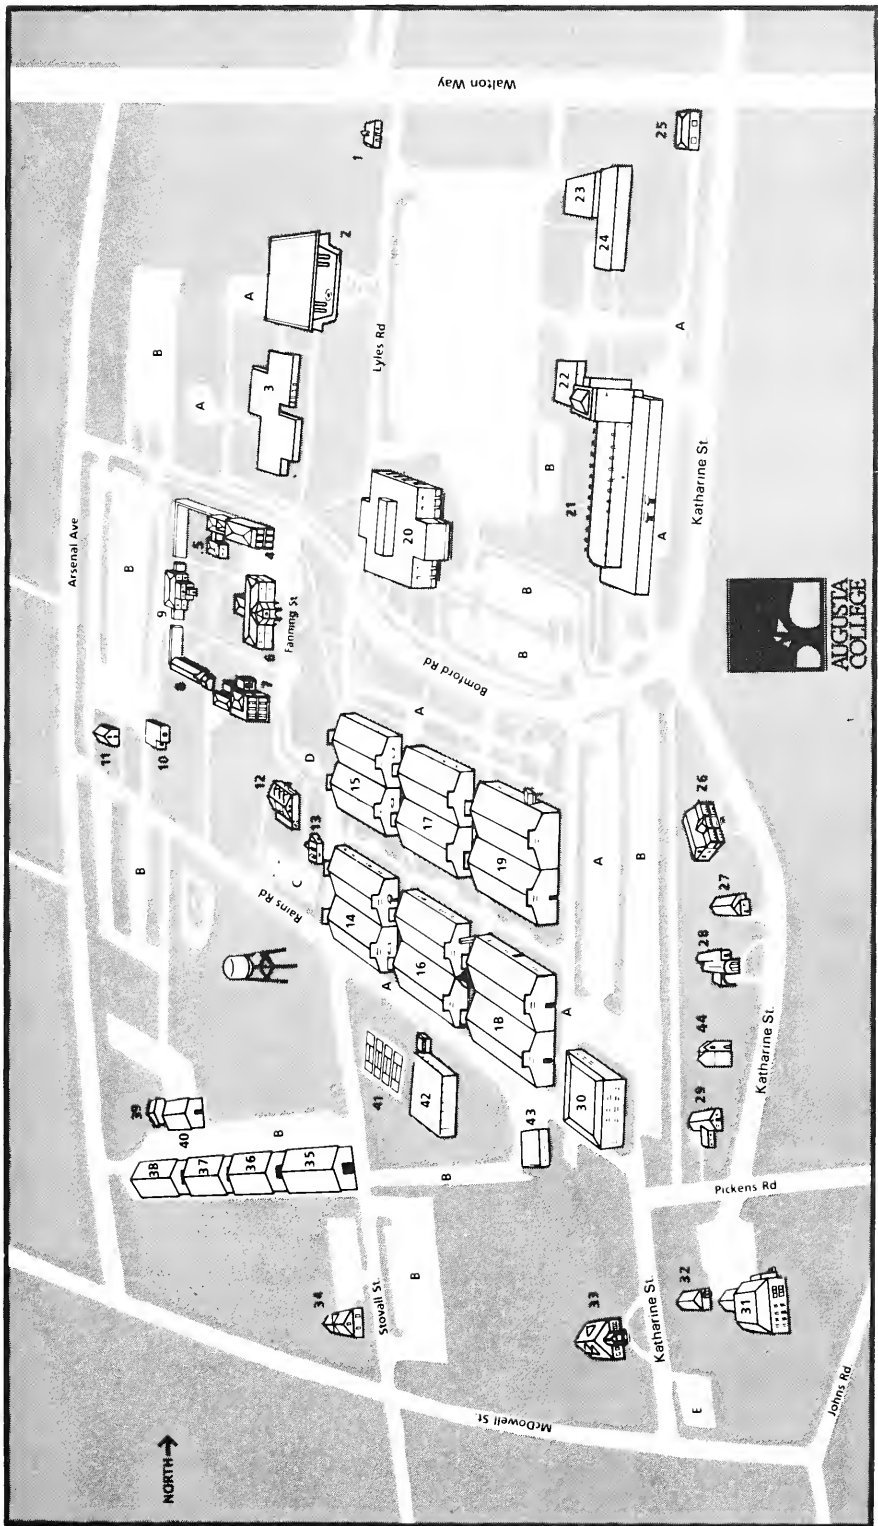 Walton Way
1
25
2
23
24
A
B
Lyles Rd
A
A
3
22
B
Katharine St.
21
A
Arsenal Ave
B
5
4
9
20
6
Fanning St
B
B
8
7
Bomford Rd
AUGUSTA
COLLEGE
11
10
A
D
12
15
13
17
26
C
19
A
B
Rains Rd
B
14
27
16
28
A
18
A
44
Katharine St.
41
42
39
29
30
40
43
B
38
37
36
35
B
Pickens Rd
34
Stovall St.
B
32
31
33
Katharine St.
E
McDowell St.
Johns Rd
NORTH→